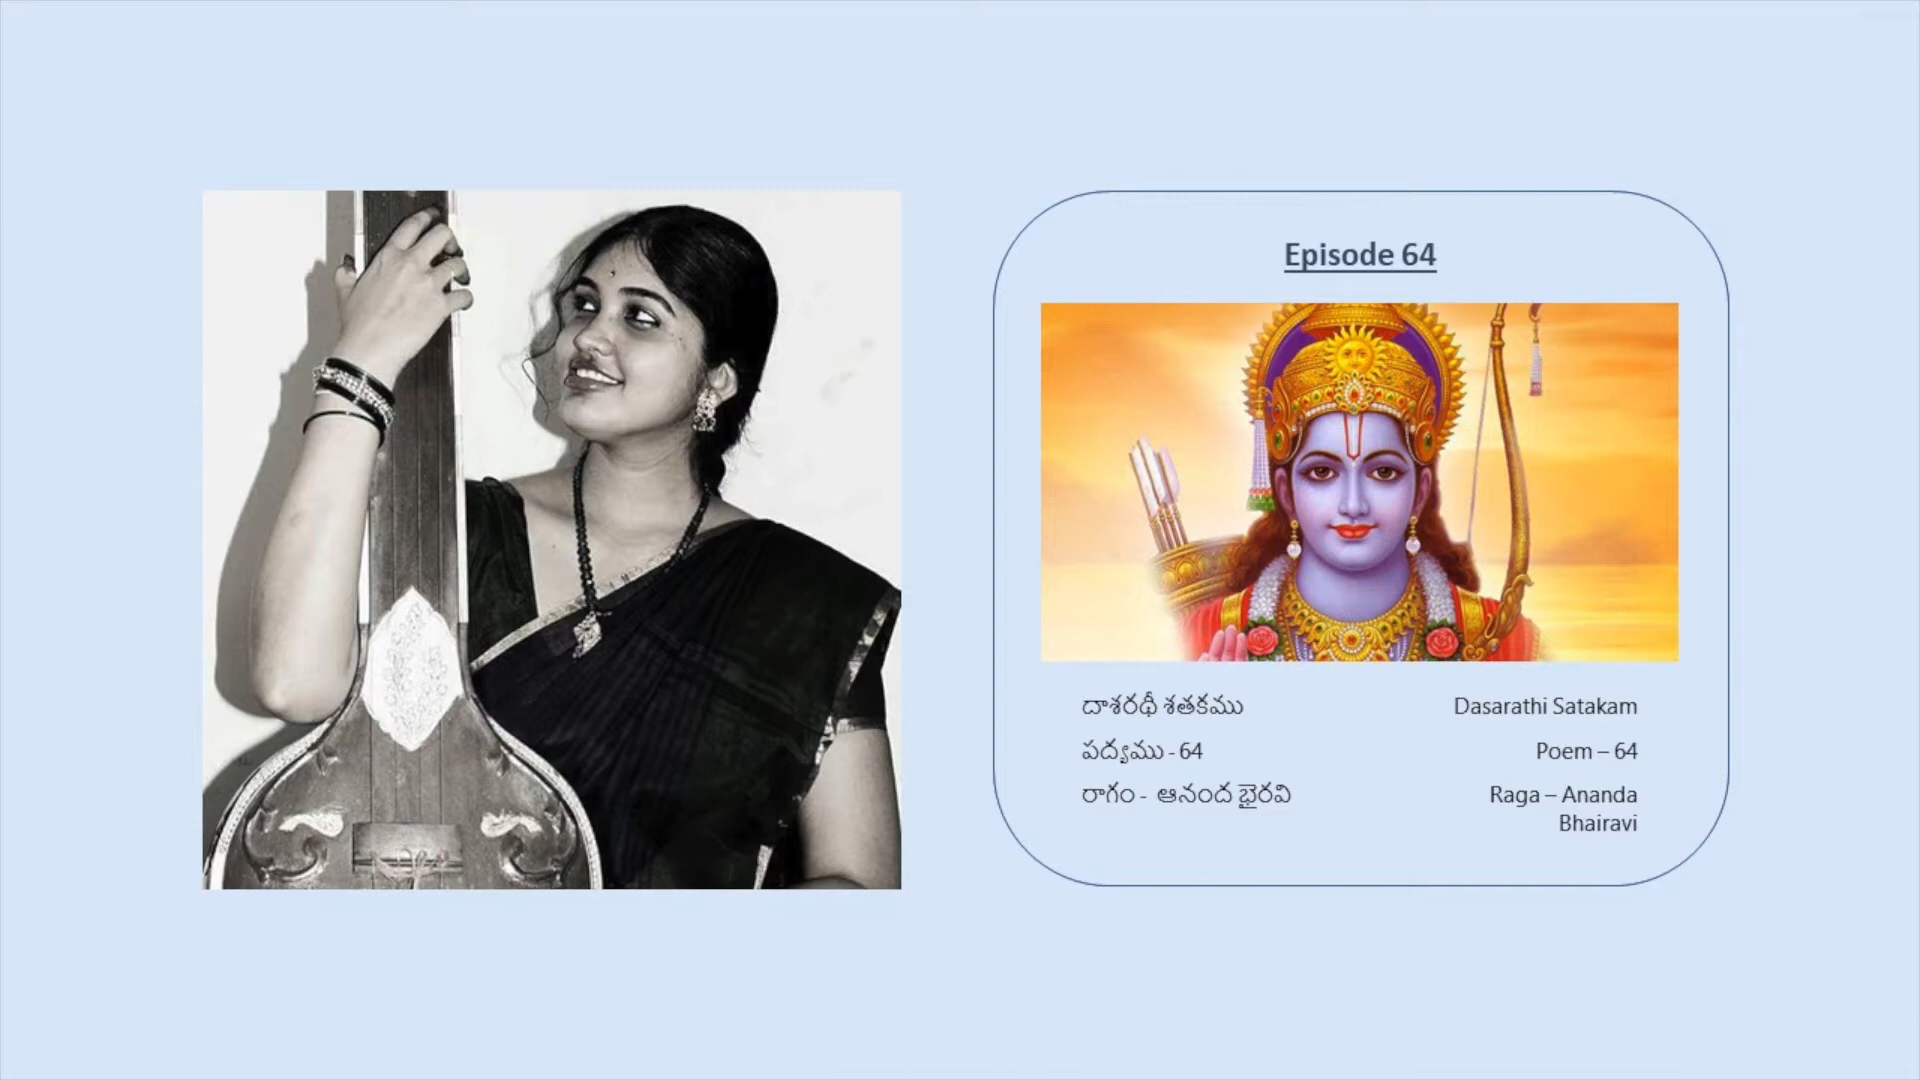 Episode 64
దాశరథీ శతకము
Dasarathi Satakam
పద్యము - 64
Poem – 64
రాగం - ఆనంద భైరవి
Raga – Ananda
Bhairavi